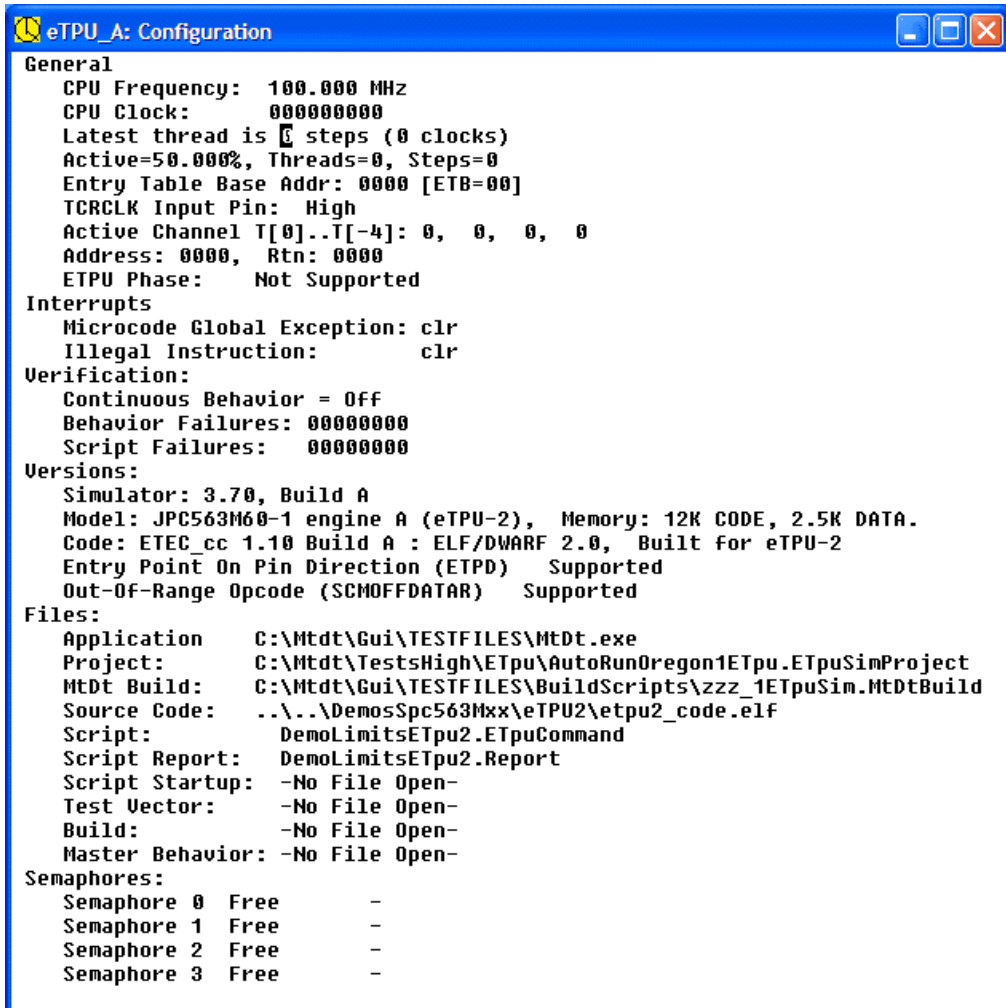 eTPU_A: Configuration
General
CPU Frequency: 100.000 MHz
CPU Clock: 000000000
Latest thread is 0 steps (0 clocks)
Active=50.000%, Threads=0, Steps=0
Entry Table Base Addr: 0000 [ETB=00]
TCRCLK Input Pin: High
Active Channel T[0]..T[-4]: 0, 0, 0, 0
Address: 0000, Rtn: 0000
ETPU Phase: Not Supported
Interrupts
Microcode Global Exception: clr
Illegal Instruction: clr
Verification:
Continuous Behavior = Off
Behavior Failures: 00000000
Script Failures: 00000000
Versions:
Simulator: 3.70, Build A
Model: JPC563M60-1 engine A (eTPU-2), Memory: 12K CODE, 2.5K DATA.
Code: ETEC_cc 1.10 Build A : ELF/DWARF 2.0, Built for eTPU-2
Entry Point On Pin Direction (ETPD) Supported
Out-Of-Range Opcode (SCMOFFDATAR) Supported
Files:
Application C:\Mtdt\Gui\TESTFILES\MtDt.exe
Project: C:\Mtdt\TestsHigh\ETpu\AutoRunOregon1ETpu.ETpuSimProject
MtDt Build: C:\Mtdt\Gui\TESTFILES\BuildScripts\zzz_1ETpuSim.MtDtBuild
Source Code: ..\..\DemosSpc563Mxx\eTPU2\etpu2_code.elf
Script: DemoLimitsETpu2.ETpuCommand
Script Report: DemoLimitsETpu2.Report
Script Startup: -No File Open-
Test Vector: -No File Open-
Build: -No File Open-
Master Behavior: -No File Open-
Semaphores:
Semaphore 0 Free -
Semaphore 1 Free -
Semaphore 2 Free -
Semaphore 3 Free -